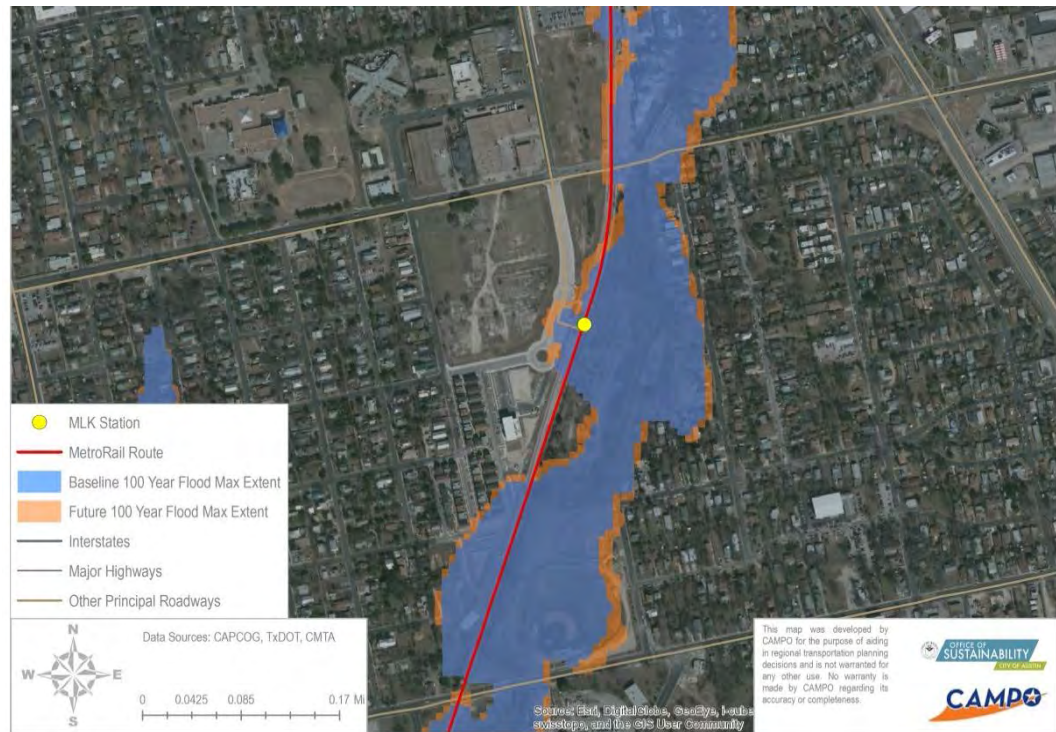 MLK Station
MetroRail Route
Baseline 100 Year Flood Max Extent
Future 100 Year Flood Max Extent
Interstates
Major Highways
Other Principal Roadways
N
W
E
S
Data Sources: CAPCOG, TxDOT, CMTA
0 0.0425 0.085 0.17 Mi
Source: Esri, DigitalGlobe, GeoEye, i-cube
swisstopo, and the GIS User Community
This map was developed by
CAMPO for the purpose of aiding
in regional transportation planning
decisions and is not warranted for
any other use. No warranty is
made by CAMPO regarding its
accuracy or completeness.
OFFICE OF
SUSTAINABILITY
CITY OF AUSTIN
CAMPO